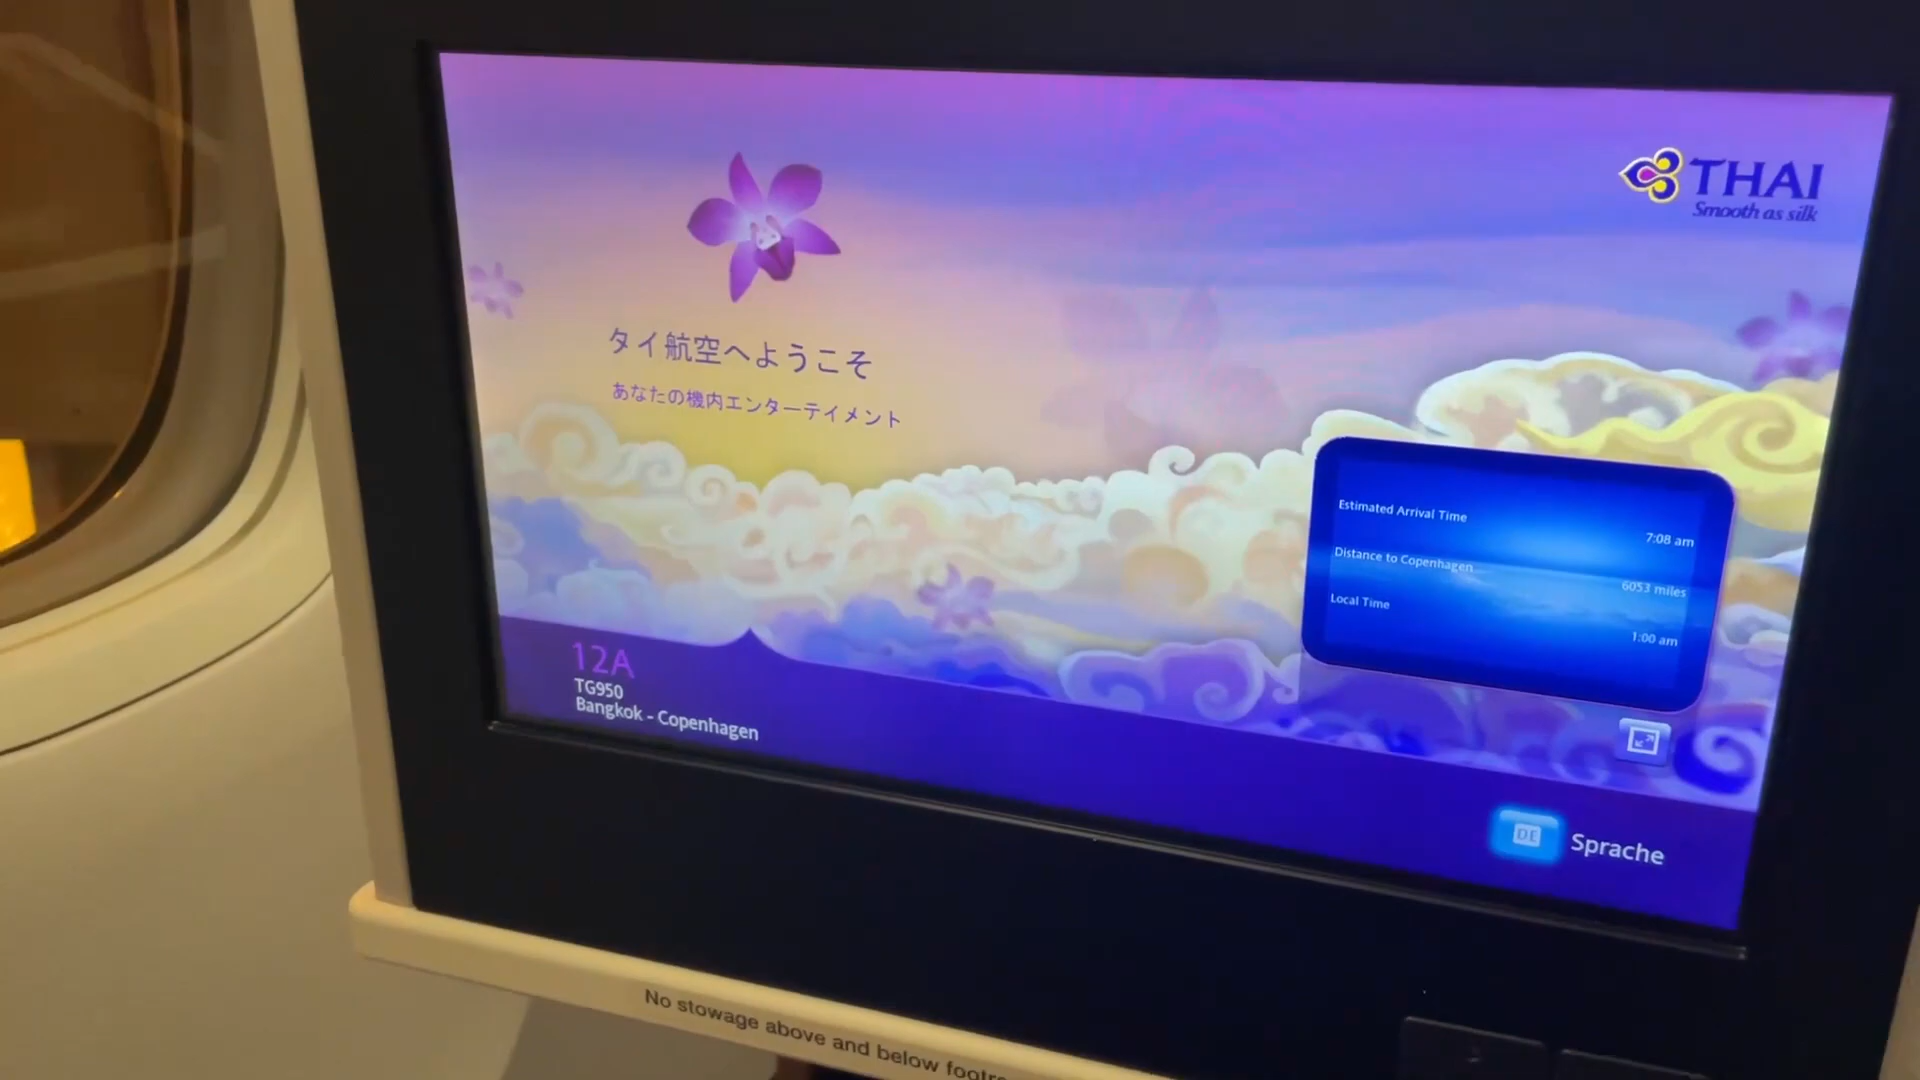 THAI
Smooth as silk
タイ航空へようこそ
あなたの機内エンターテイメント
Estimated Arrival Time
7:08 am
Distance to Copenhagen
6053 miles
Local Time
1:00 am
12A
TG950
Bangkok - Copenhagen
DE
Sprache
No stowage above and below